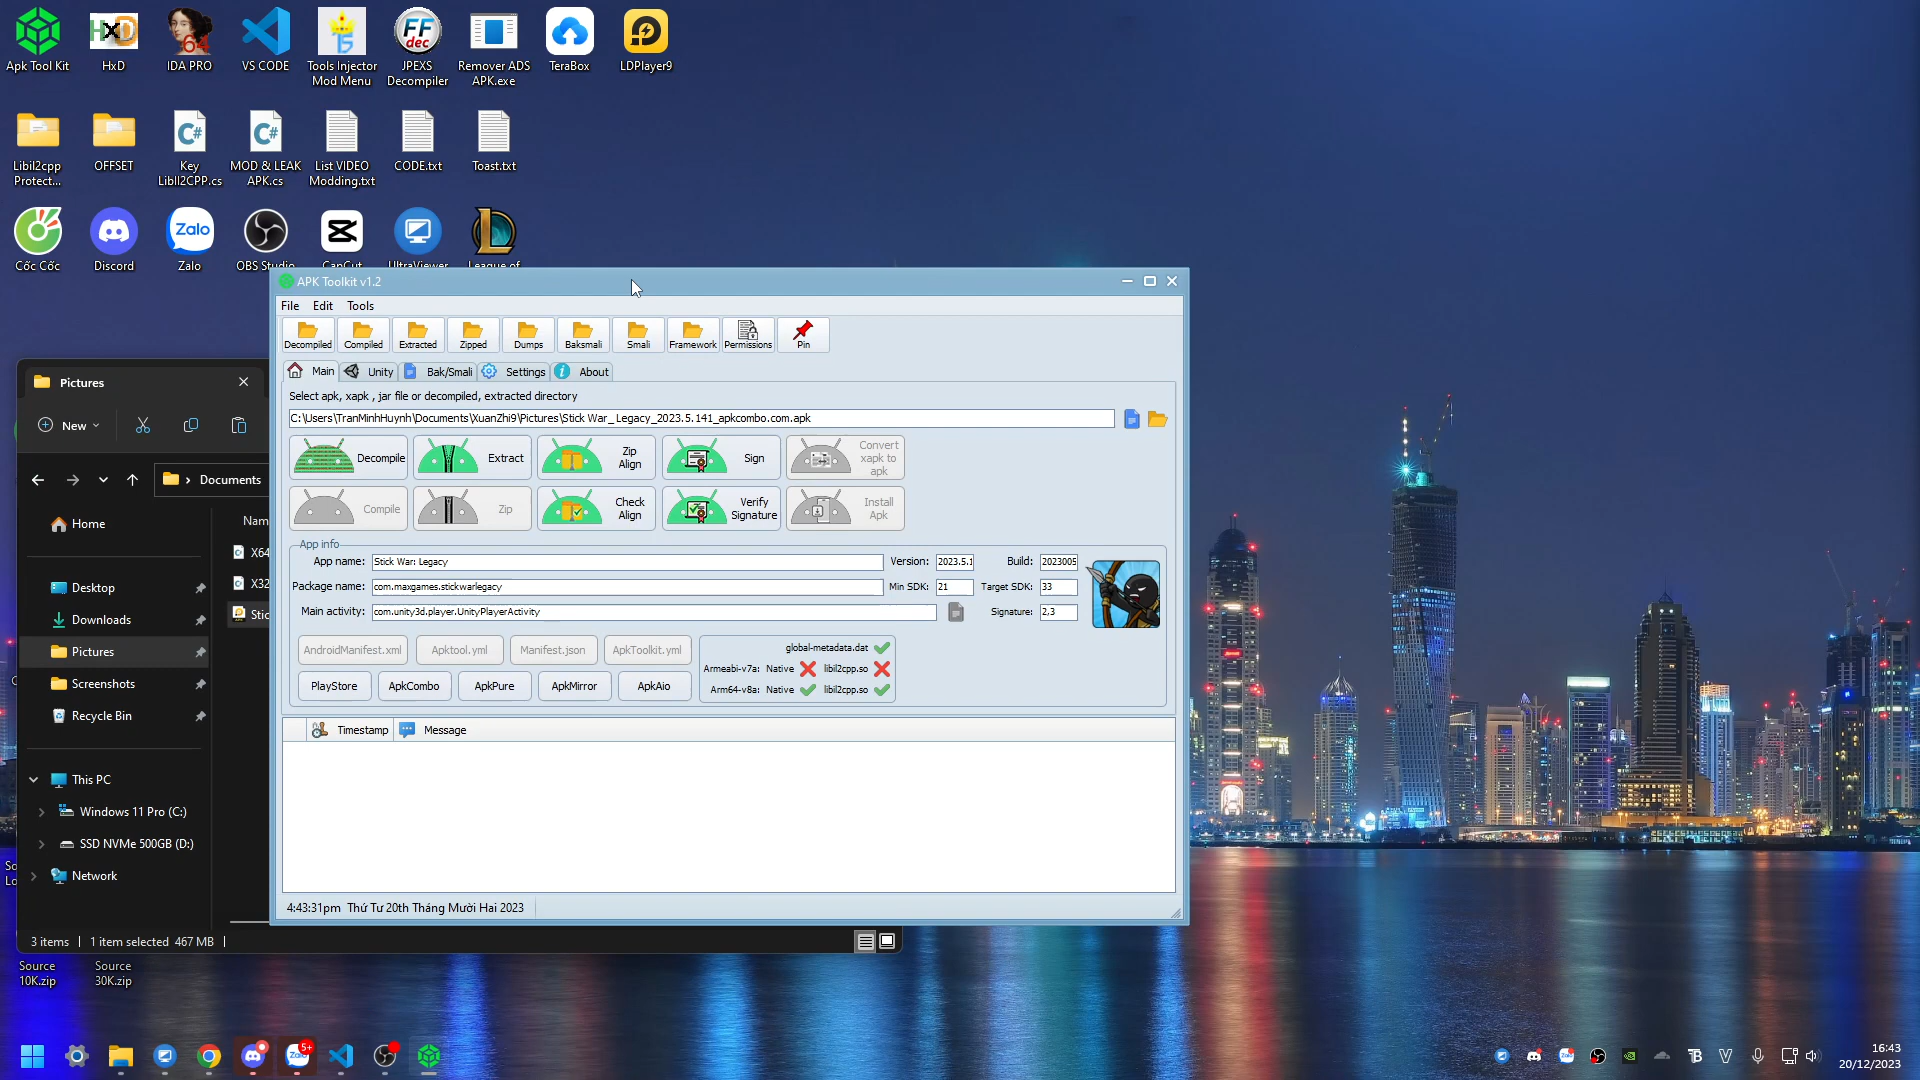 Apk Tool Kit
HxD
IDA PRO
VS CODE
Tools Injector
Mod Menu
JPEXS
Decompiler
Remover ADS
APK.exe
TeraBox
LDPlayer9
Libil2cpp
Protect...
OFFSET
Key
LibIl2CPP.cs
MOD & LEAK
APK.cs
List VIDEO
Modding.txt
CODE.txt
Toast.txt
Cốc Cốc
Discord
Zalo
OBS Studio
CapCut
UltraViewer
League of
APK Toolkit v1.2
File Edit Tools
Decompiled Compiled Extracted Zipped Dumps Baksmali Smali Framework Permissions Pin
Main Unity Bak/Smali Settings About
Select apk, xapk , jar file or decompiled, extracted directory
C:\Users\TranMinhHuynh\Documents\XuanZhi9\Pictures\Stick War_ Legacy_2023.5.141_apkcombo.com.apk
Decompile Extract Zip Align Sign Convert xapk to apk
Compile Zip Check Align Verify Signature Install Apk
App info
App name: Stick War: Legacy Version: 2023.5.1 Build: 2023005
Package name: com.maxgames.stickwarlegacy Min SDK: 21 Target SDK: 33
Main activity: com.unity3d.player.UnityPlayerActivity Signature: 2,3
AndroidManifest.xml Apktool.yml Manifest.json ApkToolkit.yml
PlayStore ApkCombo ApkPure ApkMirror ApkAio
global-metadata.dat
Armeabi-v7a: Native libil2cpp.so
Arm64-v8a: Native libil2cpp.so
Timestamp Message
4:43:31pm Thứ Tư 20th Tháng Mười Hai 2023
Pictures
New
Documents
Home
Desktop
Downloads
Pictures
Screenshots
Recycle Bin
This PC
Windows 11 Pro (C:)
SSD NVMe 500GB (D:)
Network
Nam
X64
X32
Stic
3 items 1 item selected 467 MB
Source
10K.zip
Source
30K.zip
5+
16:43
20/12/2023